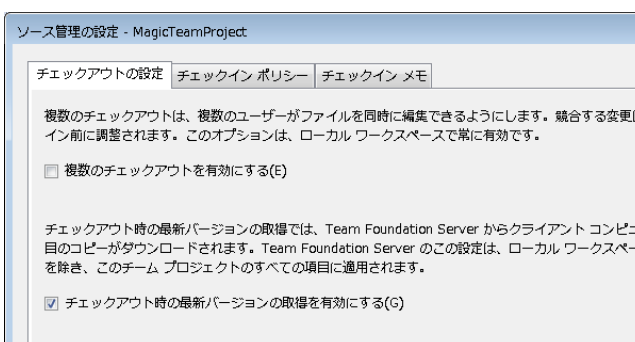 ソース管理の設定 - MagicTeamProject
チェックアウトの設定 チェックイン ポリシー チェックイン メモ
複数のチェックアウトは、複数のユーザーがファイルを同時に編集できるようにします。競合する変更
イン前に調整されます。このオプションは、ローカル ワークスペースで常に有効です。
複数のチェックアウトを有効にする(E)
チェックアウト時の最新バージョンの取得では、Team Foundation Server からクライアント コンピ
目のコピーがダウンロードされます。Team Foundation Server のこの設定は、ローカル ワークスペー
を除き、このチーム プロジェクトのすべての項目に適用されます。
チェックアウト時の最新バージョンの取得を有効にする(G)